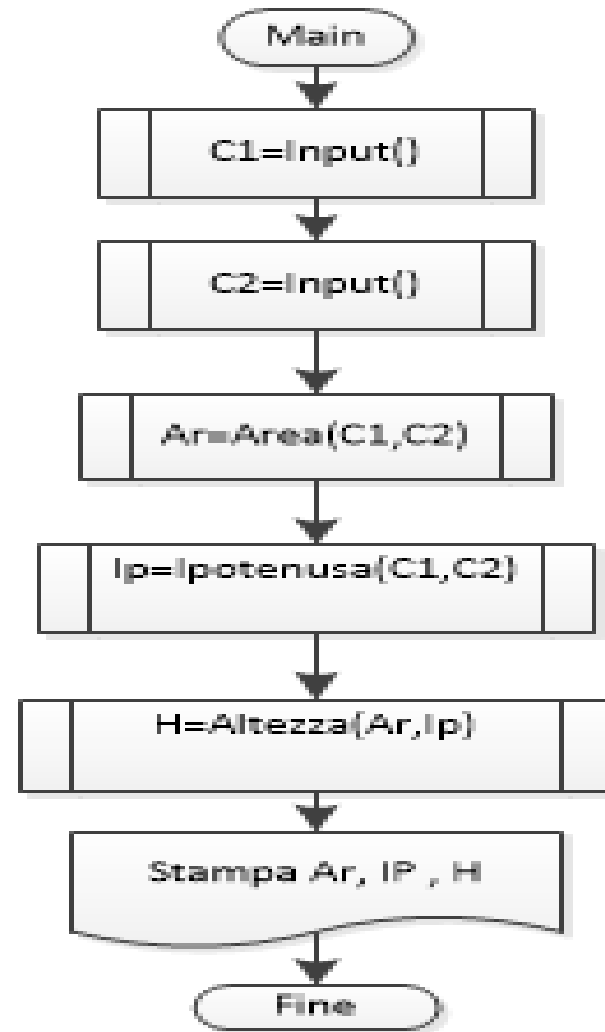 Main
C1=Input()
C2=Input()
Ar=Area(C1,C2)
Ip=Ipotenusa(C1,C2)
H=Altezza(Ar,Ip)
Stampa Ar, IP , H
Fine